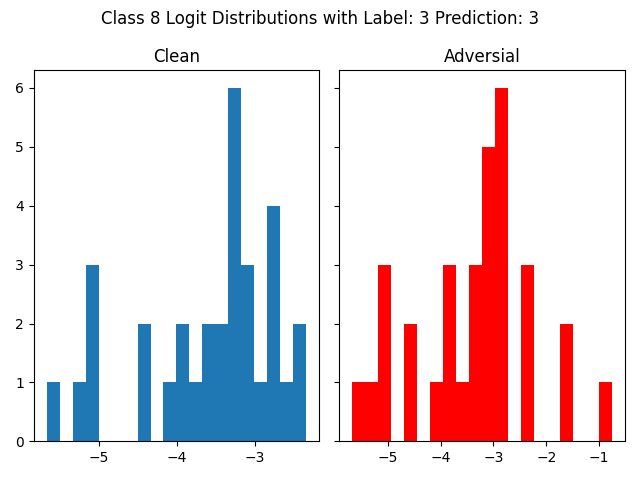 Class 8 Logit Distributions with Label: 3 Prediction: 3
Clean
Adversial
6
5
4
3
2
1
0
−5 −4 −3
−5 −4 −3 −2 −1